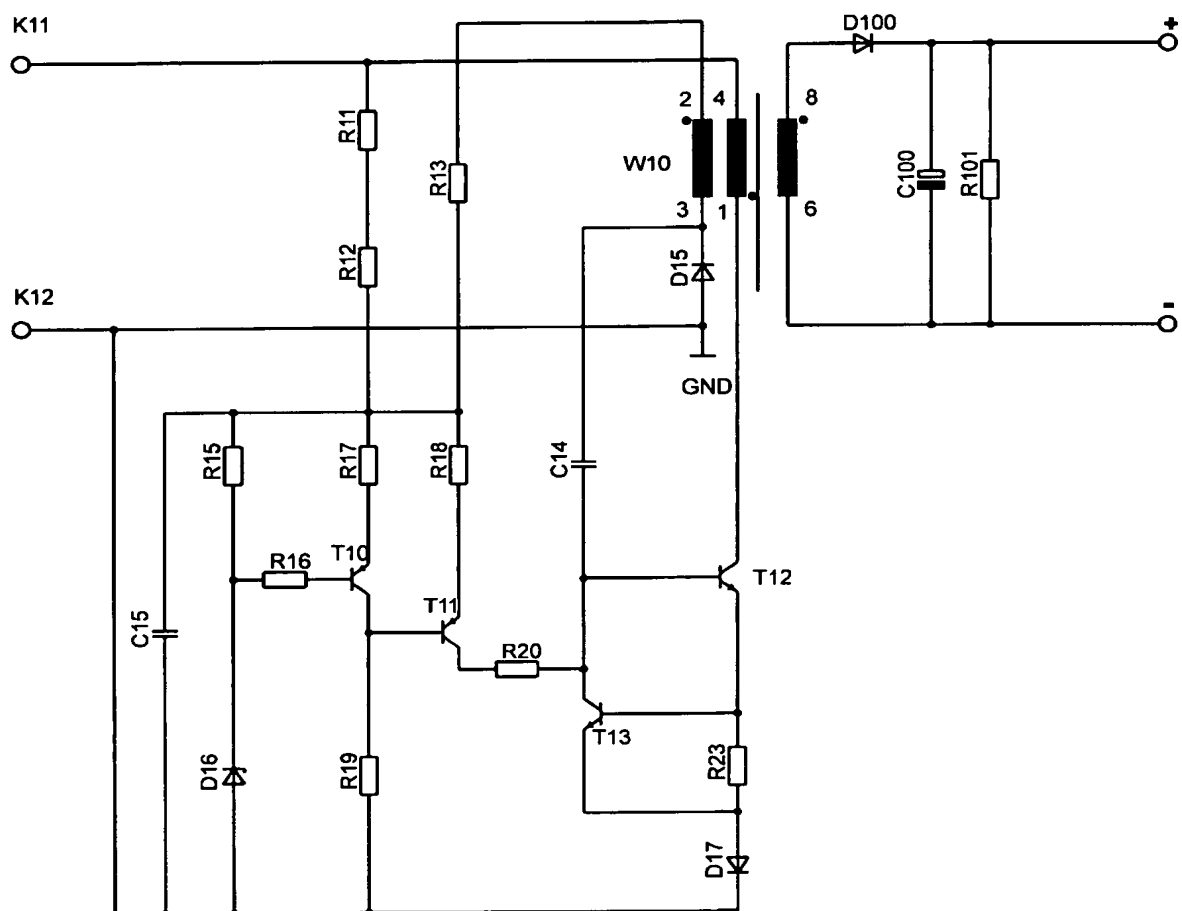 K11
D100
+
R11
2
4
8
R13
W10
C100
R101
3
1
6
R12
D15
K12
-
GND
R15
R17
R18
C14
R16
T10
T12
C15
T11
R20
T13
D16
R19
R23
D17